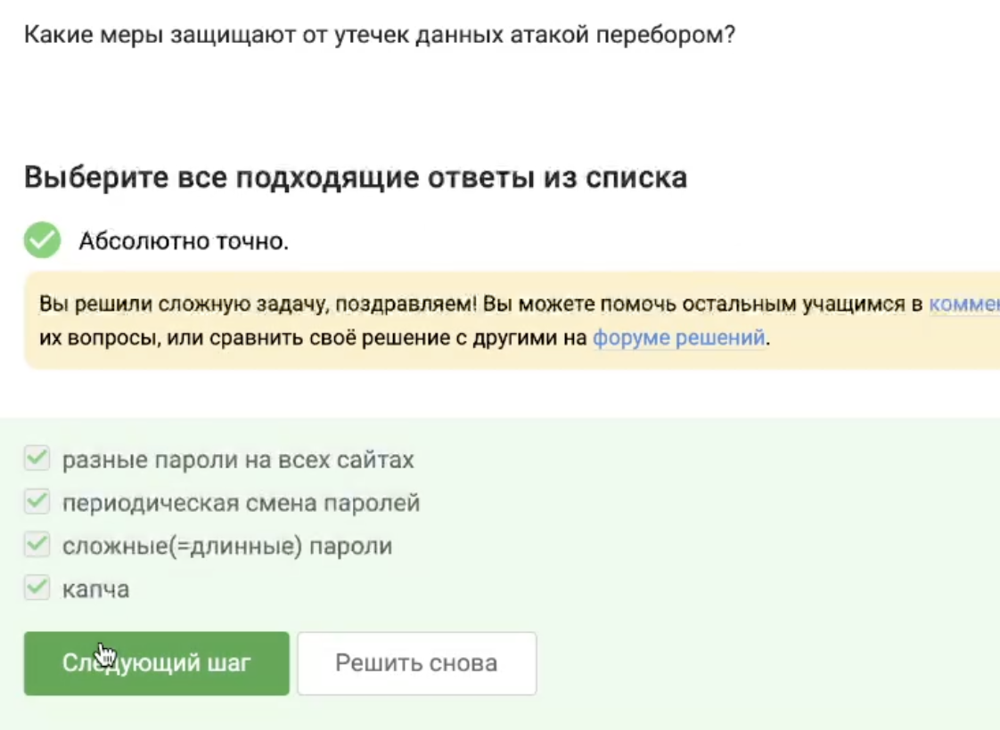 Какие меры защищают от утечек данных атакой перебором?
Выберите все подходящие ответы из списка
Абсолютно точно.
Вы решили сложную задачу, поздравляем! Вы можете помочь остальным учащимся в
их вопросы, или сравнить своё решение с другими на форуме решений.
разные пароли на всех сайтах
периодическая смена паролей
сложные(=длинные) пароли
капча
Следующий шаг
Решить снова